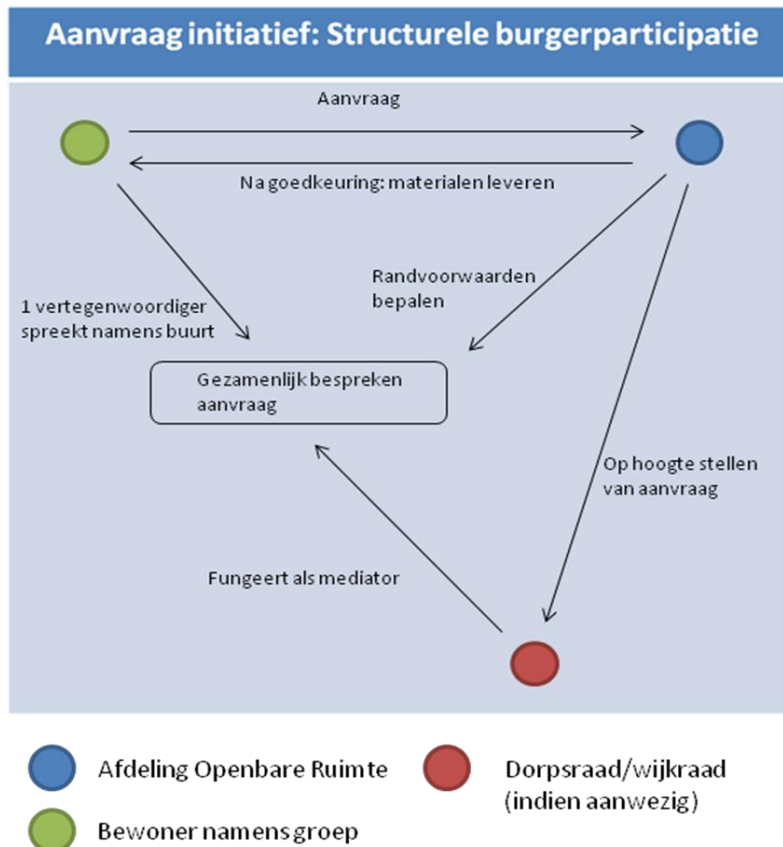 Aanvraag initiatief: Structurele burgerparticipatie
Aanvraag
Na goedkeuring: materialen leveren
Randvoorwaarden
bepalen
1 vertegenwoordiger
spreekt namens buurt
Gezamenlijk bespreken
aanvraag
Op hoogte stellen
van aanvraag
Fungeert als mediator
Afdeling Openbare Ruimte
Dorpsraad/wijkraad
(indien aanwezig)
Bewoner namens groep